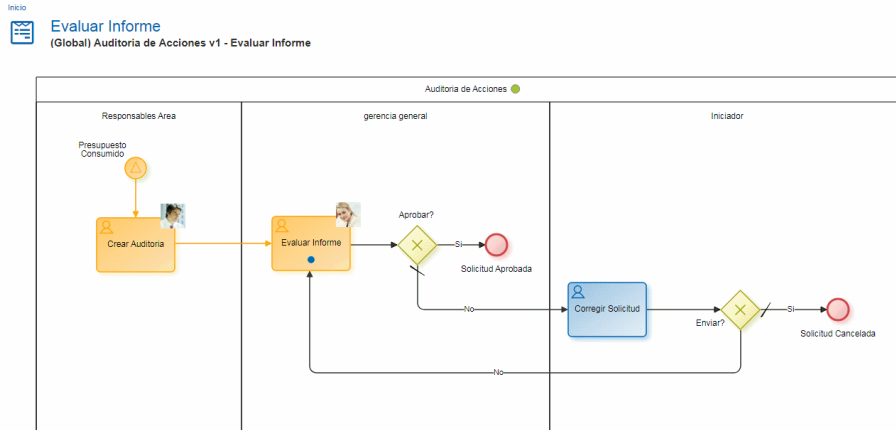 Inicio
Evaluar Informe
(Global) Auditoria de Acciones v1 - Evaluar Informe
Auditoria de Acciones
Responsables Area
gerencia general
Iniciador
Presupuesto
Consumido
Crear Auditoria
Evaluar Informe
Aprobar?
Si
Solicitud Aprobada
No
Corregir Solicitud
Enviar?
Si
Solicitud Cancelada
No